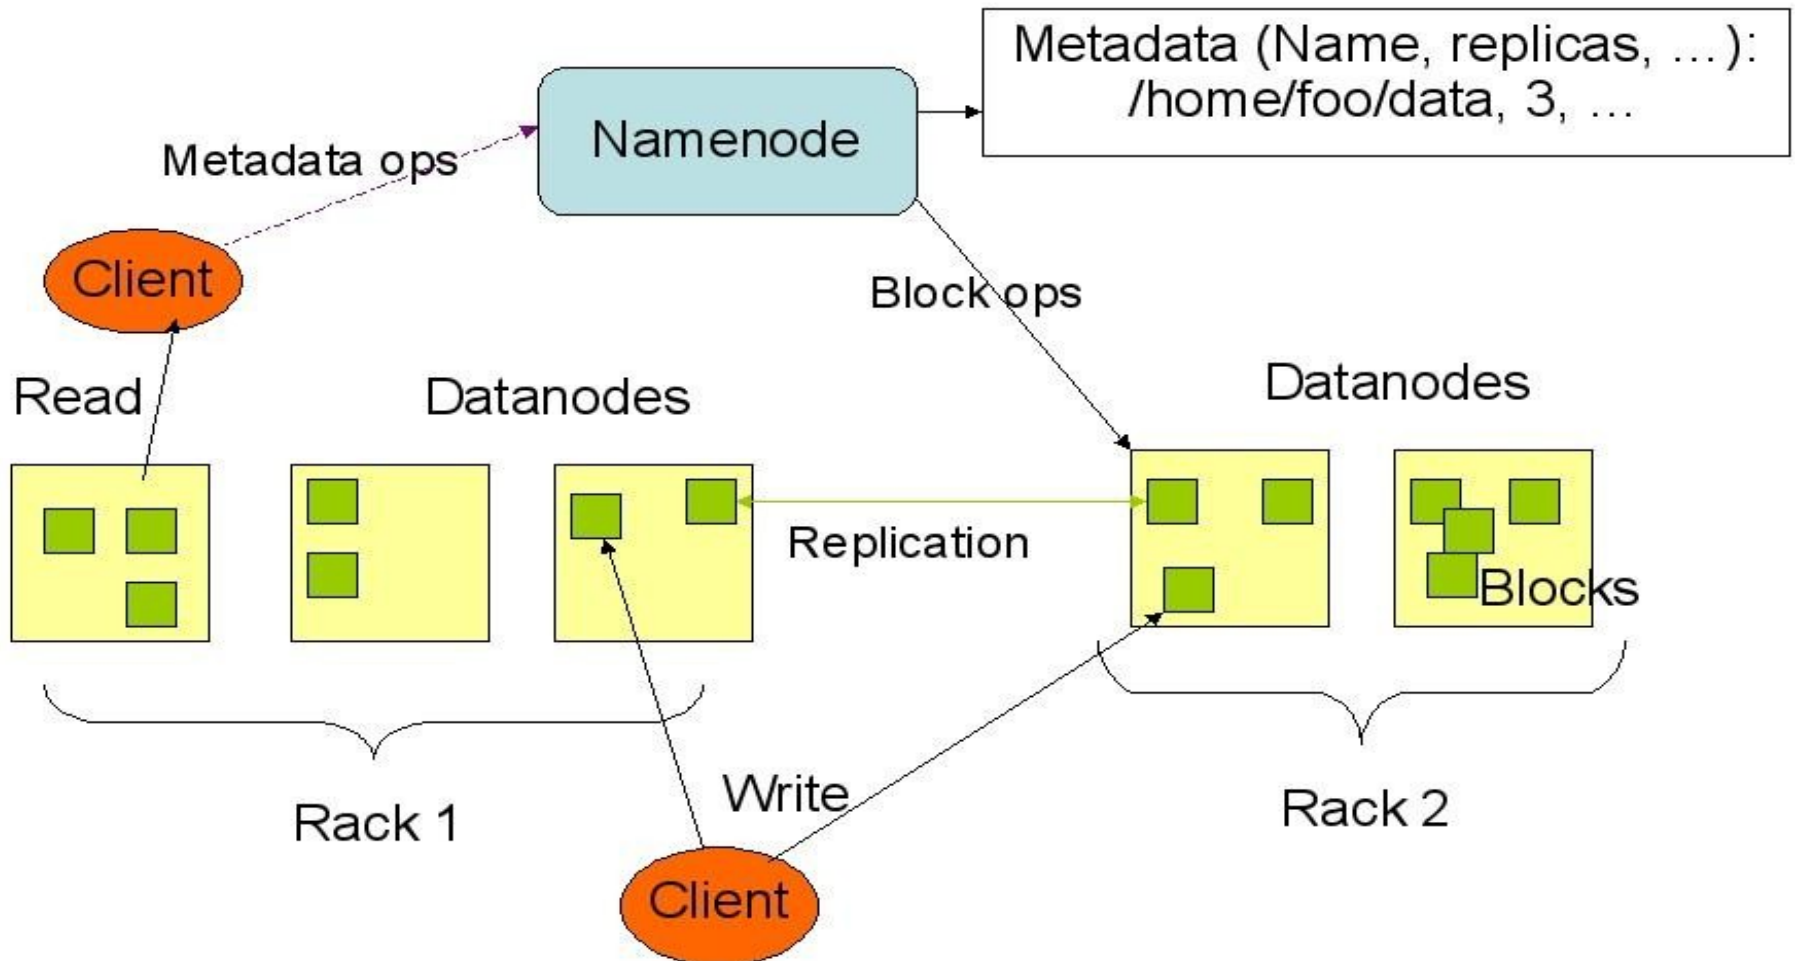 Metadata (Name, replicas, ...):
/home/foo/data, 3, ...
Namenode
Metadata ops
Client
Block ops
Read
Datanodes
Datanodes
Replication
Blocks
Rack 1
Write
Rack 2
Client